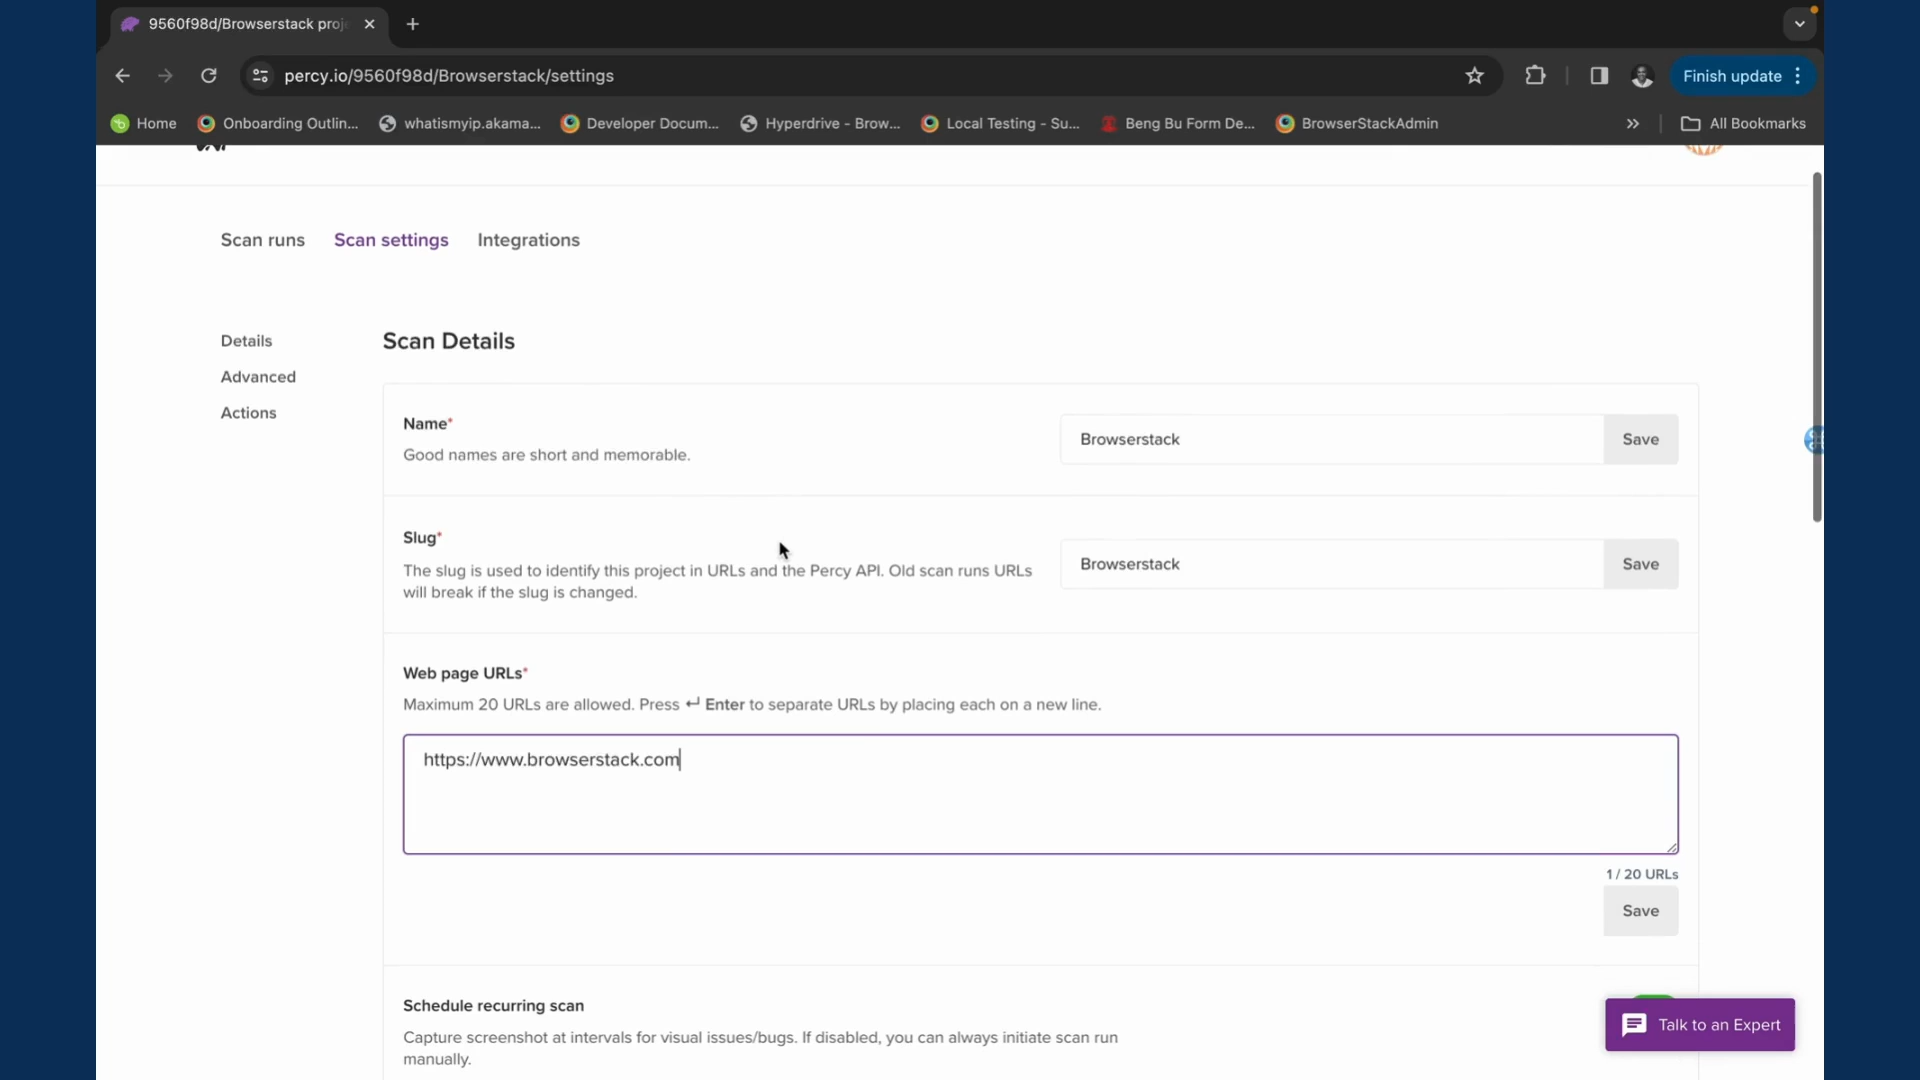 9560f98d/Browserstack proj
percy.io/9560f98d/Browserstack/settings
Finish update
Home
Onboarding Outlin...
whatismyip.akama...
Developer Docum...
Hyperdrive - Brow...
Local Testing - Su...
Beng Bu Form De...
BrowserStackAdmin
All Bookmarks
Scan runs
Scan settings
Integrations
Details
Advanced
Actions
Scan Details
Name*
Good names are short and memorable.
Browserstack
Save
Slug*
The slug is used to identify this project in URLs and the Percy API. Old scan runs URLs
will break if the slug is changed.
Browserstack
Save
Web page URLs*
Maximum 20 URLs are allowed. Press ↵ Enter to separate URLs by placing each on a new line.
https://www.browserstack.com
1 / 20 URLs
Save
Schedule recurring scan
Capture screenshot at intervals for visual issues/bugs. If disabled, you can always initiate scan run
manually.
Talk to an Expert